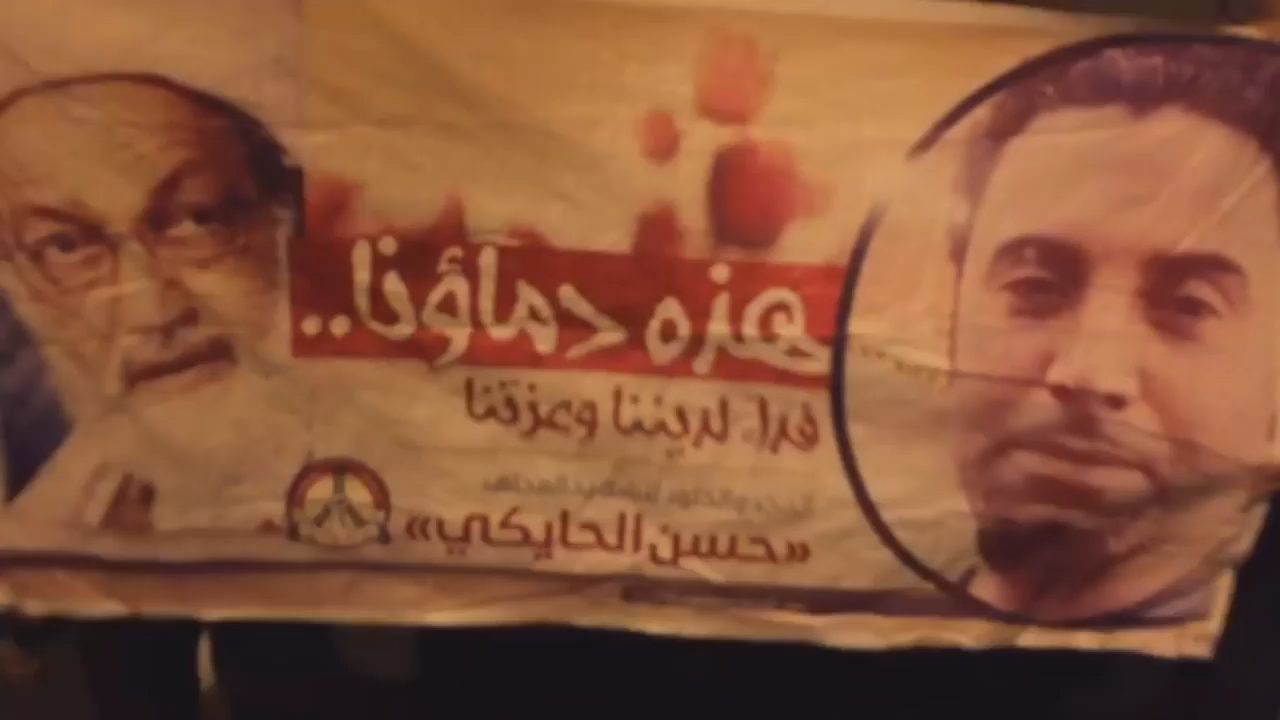 هذه دماؤنا..
فداءً لديننا وعزتنا
«حسن الحايكي»